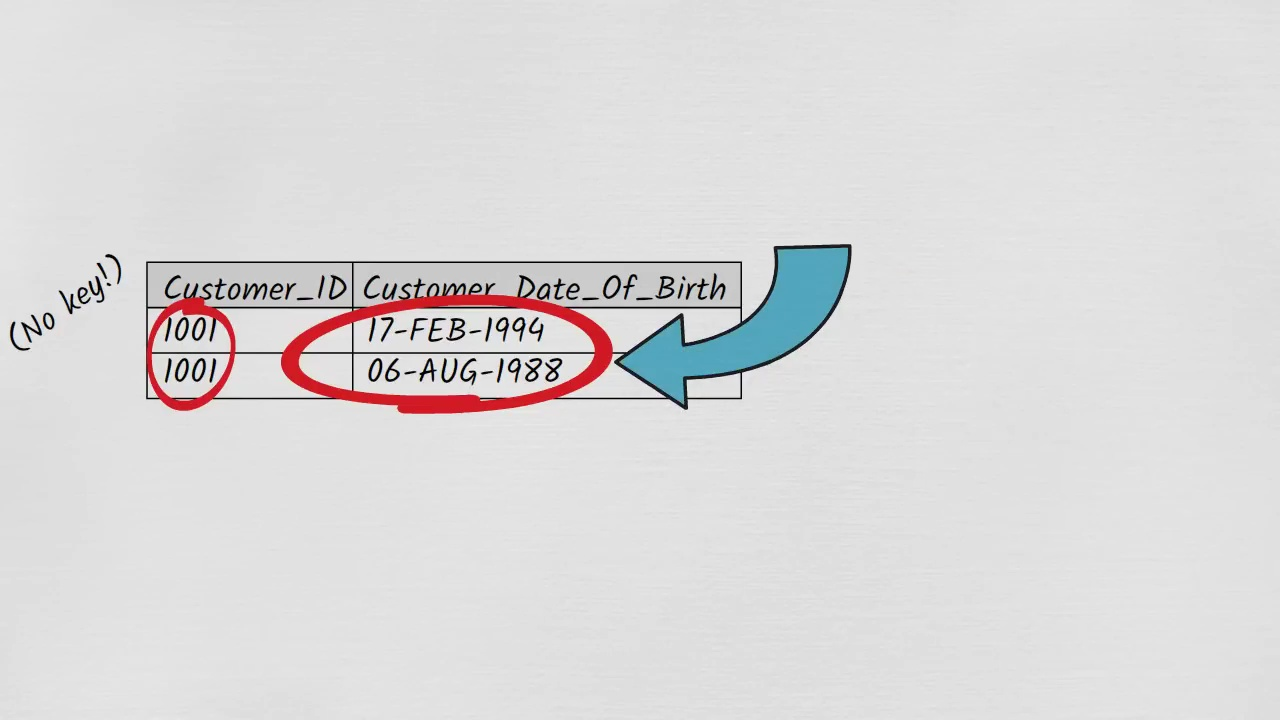 (No key!)
Customer_ID Customer_Date_Of_Birth
1001 17-FEB-1994
1001 06-AUG-1988